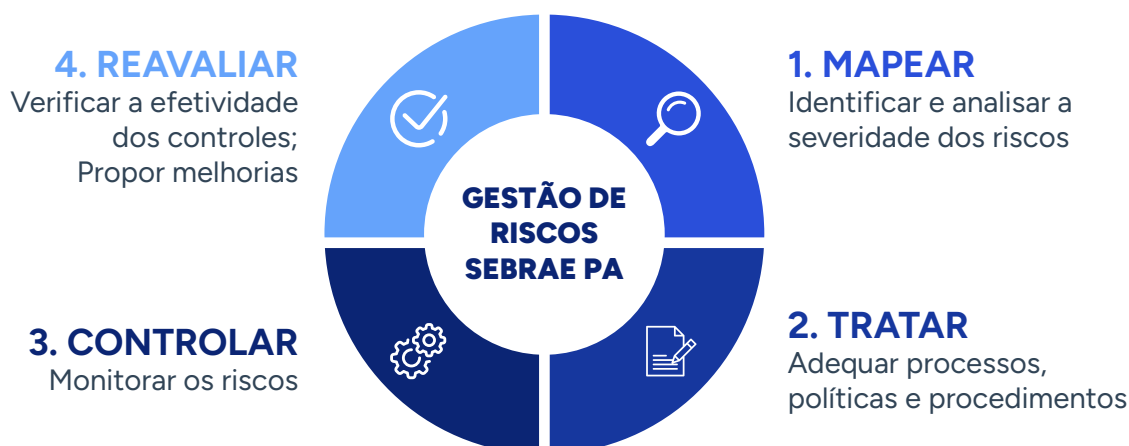 4. REAVALIAR
Verificar a efetividade
dos controles;
Propor melhorias
1. MAPEAR
Identificar e analisar a
severidade dos riscos
GESTÃO DE
RISCOS
SEBRAE PA
3. CONTROLAR
Monitorar os riscos
2. TRATAR
Adequar processos,
políticas e procedimentos